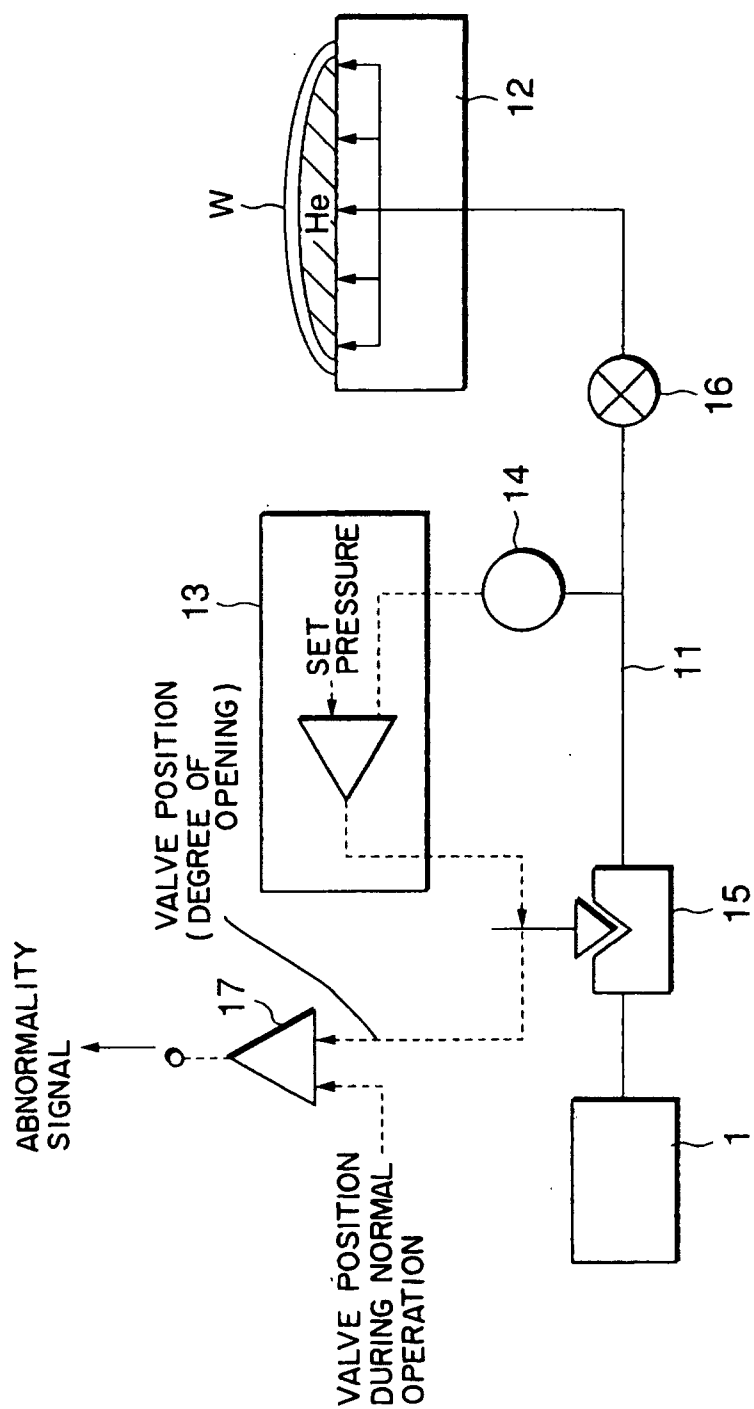 ABNORMALITY
SIGNAL
17
VALVE POSITION
(DEGREE OF
OPENING)
VALVE POSITION
DURING NORMAL
OPERATION
13
SET
PRESSURE
14
W
He
12
1
15
11
16